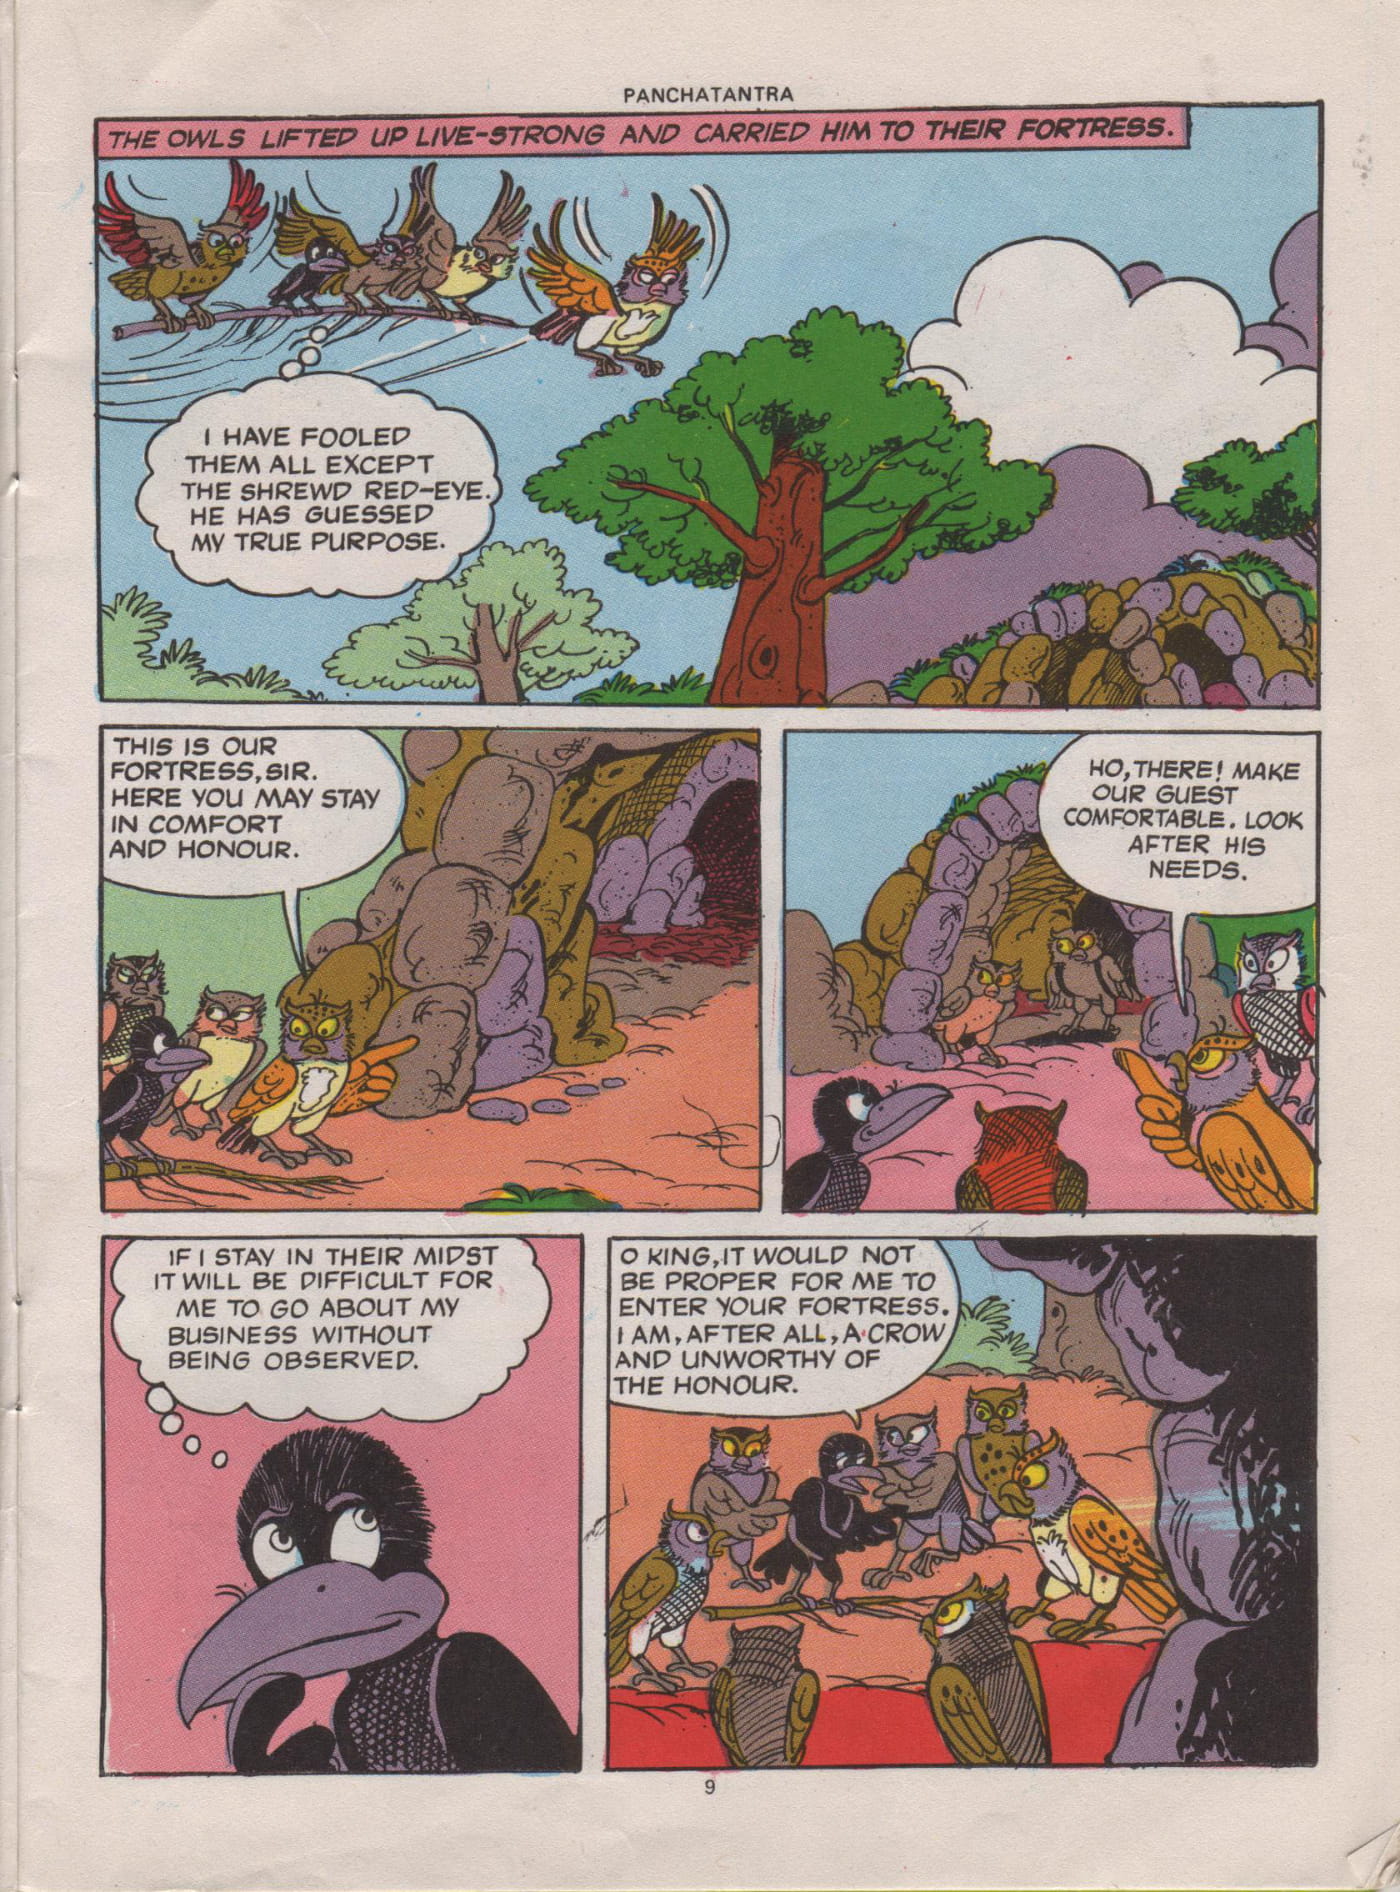 PANCHATANTRA
THE OWLS LIFTED UP LIVE-STRONG AND CARRIED HIM TO THEIR FORTRESS.
I HAVE FOOLED
THEM ALL EXCEPT
THE SHREWD RED-EYE.
HE HAS GUESSED
MY TRUE PURPOSE.
THIS IS OUR
FORTRESS, SIR.
HERE YOU MAY STAY
IN COMFORT
AND HONOUR.
HO, THERE! MAKE
OUR GUEST
COMFORTABLE. LOOK
AFTER HIS
NEEDS.
IF I STAY IN THEIR MIDST
IT WILL BE DIFFICULT FOR
ME TO GO ABOUT MY
BUSINESS WITHOUT
BEING OBSERVED.
O KING, IT WOULD NOT
BE PROPER FOR ME TO
ENTER YOUR FORTRESS.
I AM, AFTER ALL, A CROW
AND UNWORTHY OF
THE HONOUR.
9